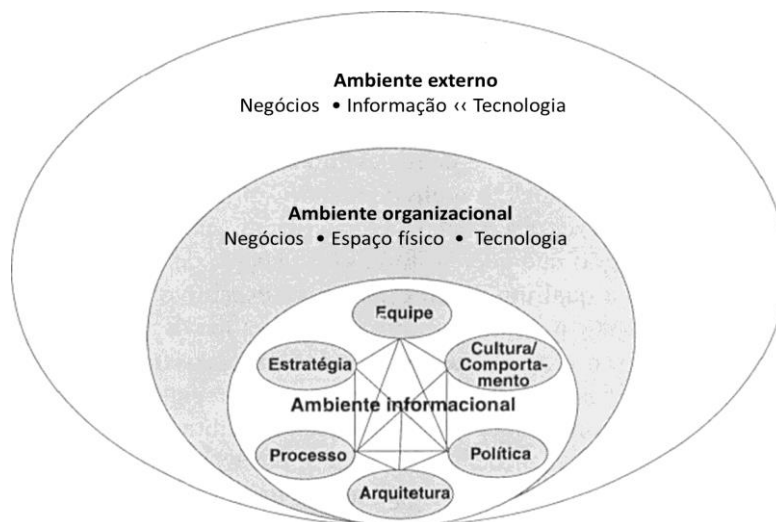 Ambiente externo
Negócios • Informação ‹‹ Tecnologia
Ambiente organizacional
Negócios • Espaço físico • Tecnologia
Equipe
Estratégia
Cultura/
Comporta-
mento
Ambiente informacional
Processo
Política
Arquitetura